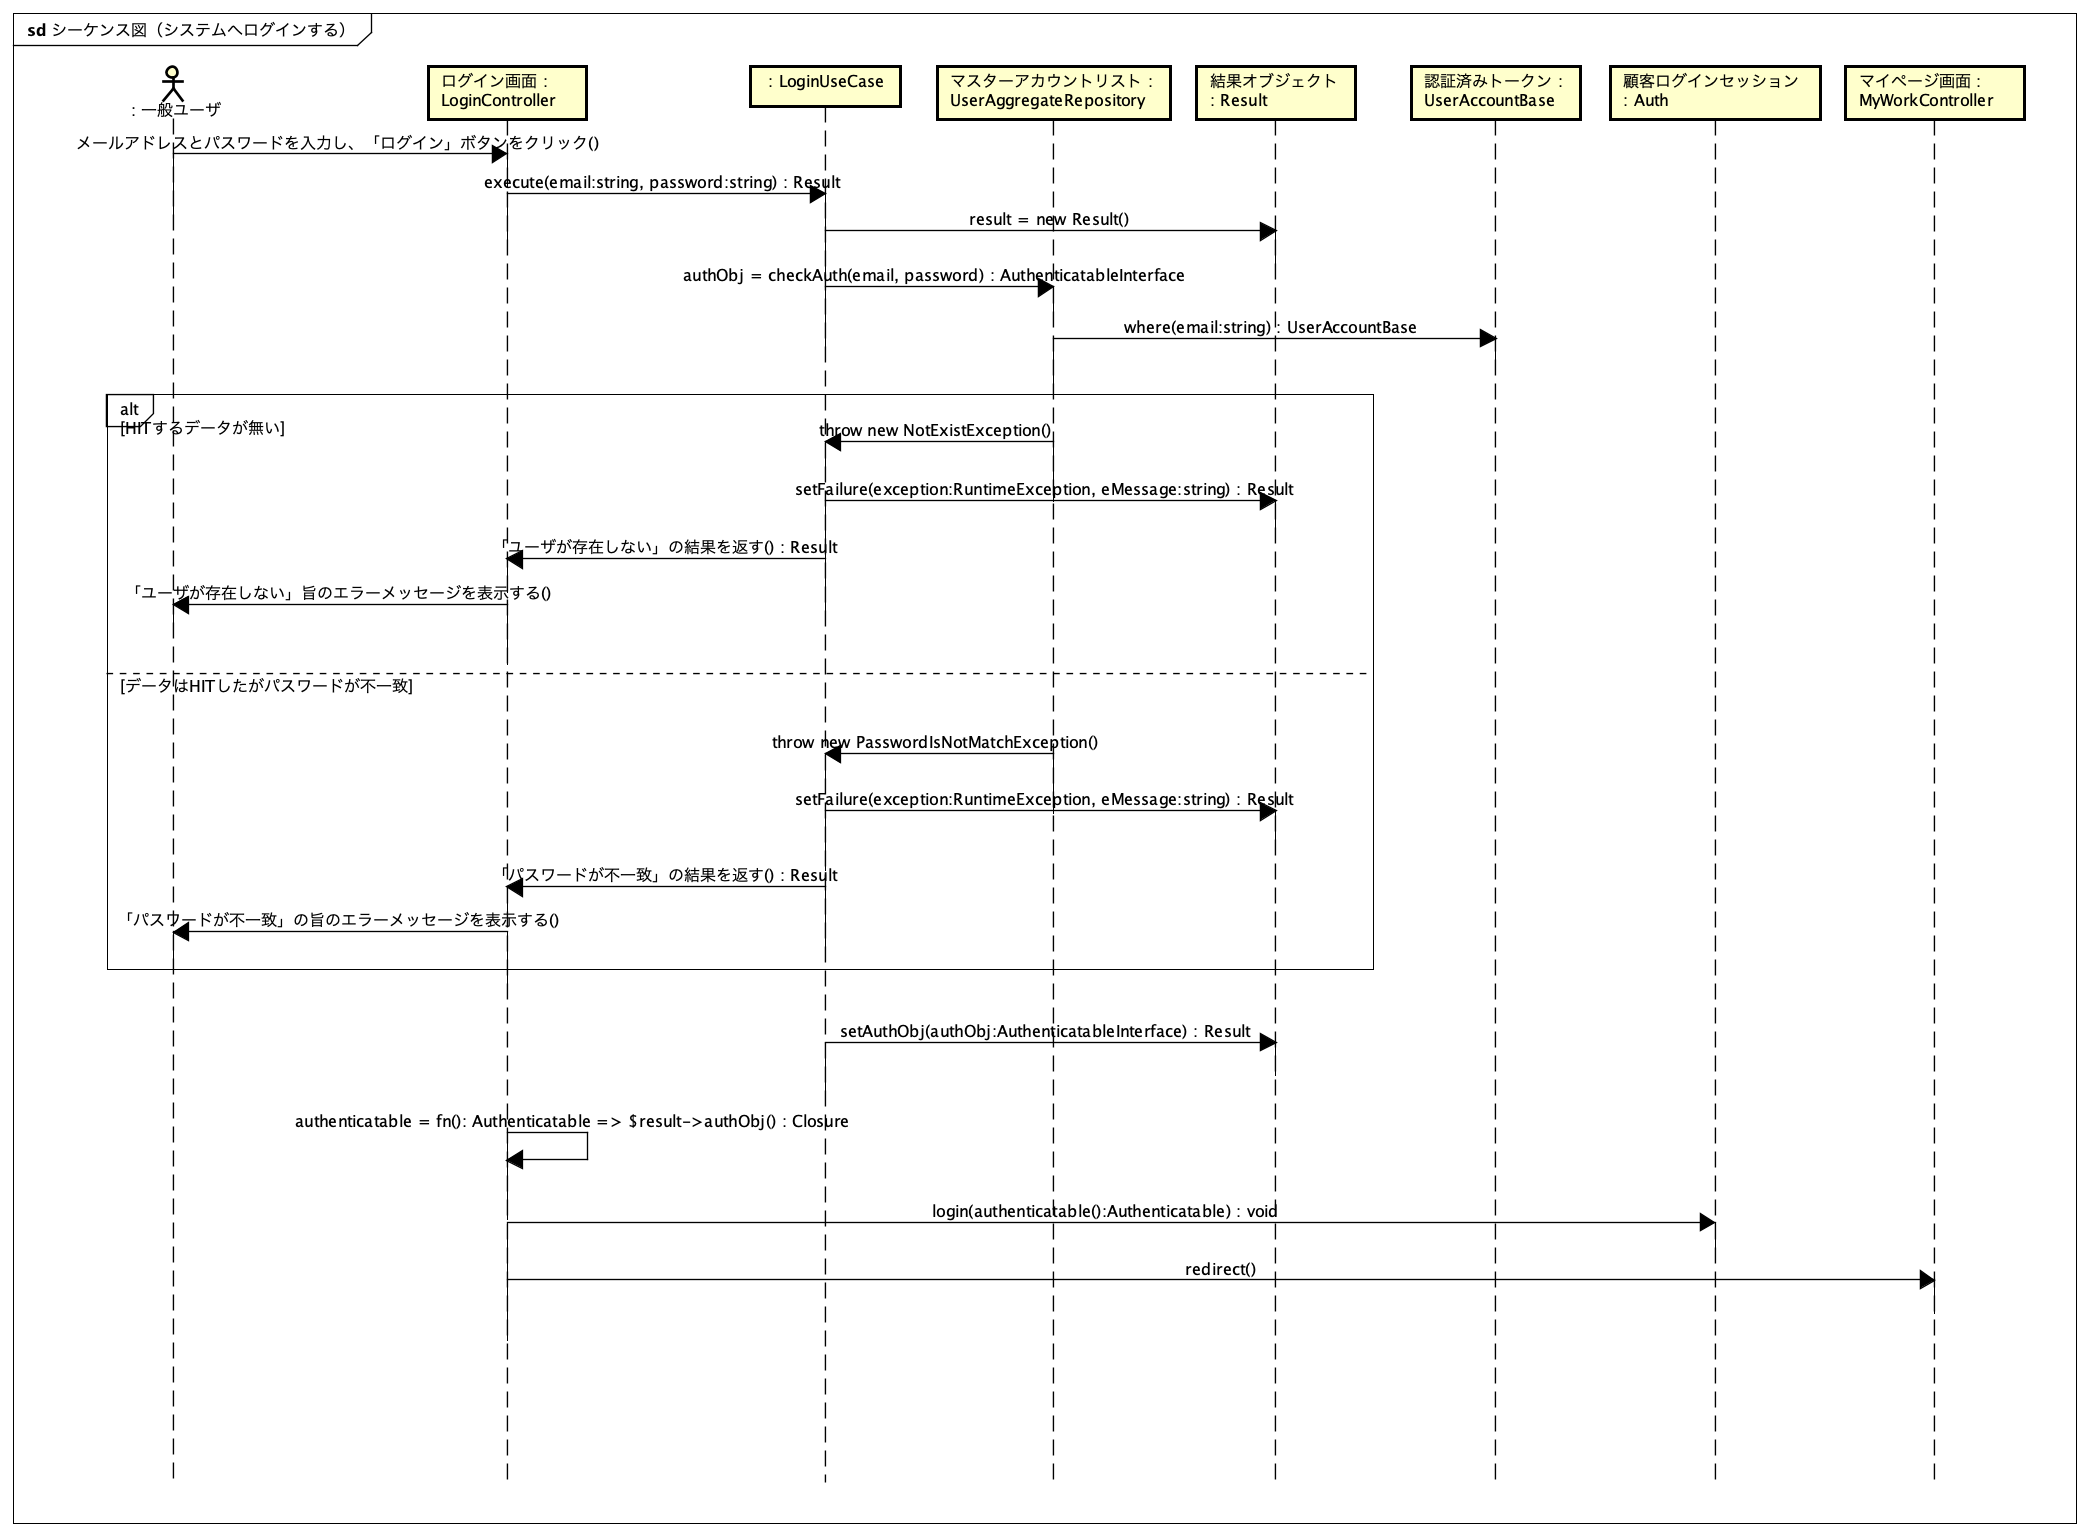 sd シーケンス図（システムへログインする）
: 一般ユーザ
ログイン画面 :
LoginController
: LoginUseCase
マスターアカウントリスト :
UserAggregateRepository
結果オブジェクト
: Result
認証済みトークン :
UserAccountBase
顧客ログインセッション
: Auth
マイページ画面 :
MyWorkController
メールアドレスとパスワードを入力し、「ログイン」ボタンをクリック()
execute(email:string, password:string) : Result
result = new Result()
authObj = checkAuth(email, password) : AuthenticatableInterface
where(email:string) : UserAccountBase
alt
[HITするデータが無い]
throw new NotExistException()
setFailure(exception:RuntimeException, eMessage:string) : Result
「ユーザが存在しない」の結果を返す() : Result
「ユーザが存在しない」旨のエラーメッセージを表示する()
[データはHITしたがパスワードが不一致]
throw new PasswordIsNotMatchException()
setFailure(exception:RuntimeException, eMessage:string) : Result
「パスワードが不一致」の結果を返す() : Result
「パスワードが不一致」の旨のエラーメッセージを表示する()
setAuthObj(authObj:AuthenticatableInterface) : Result
authenticatable = fn(): Authenticatable => $result->authObj() : Closure
login(authenticatable():Authenticatable) : void
redirect()